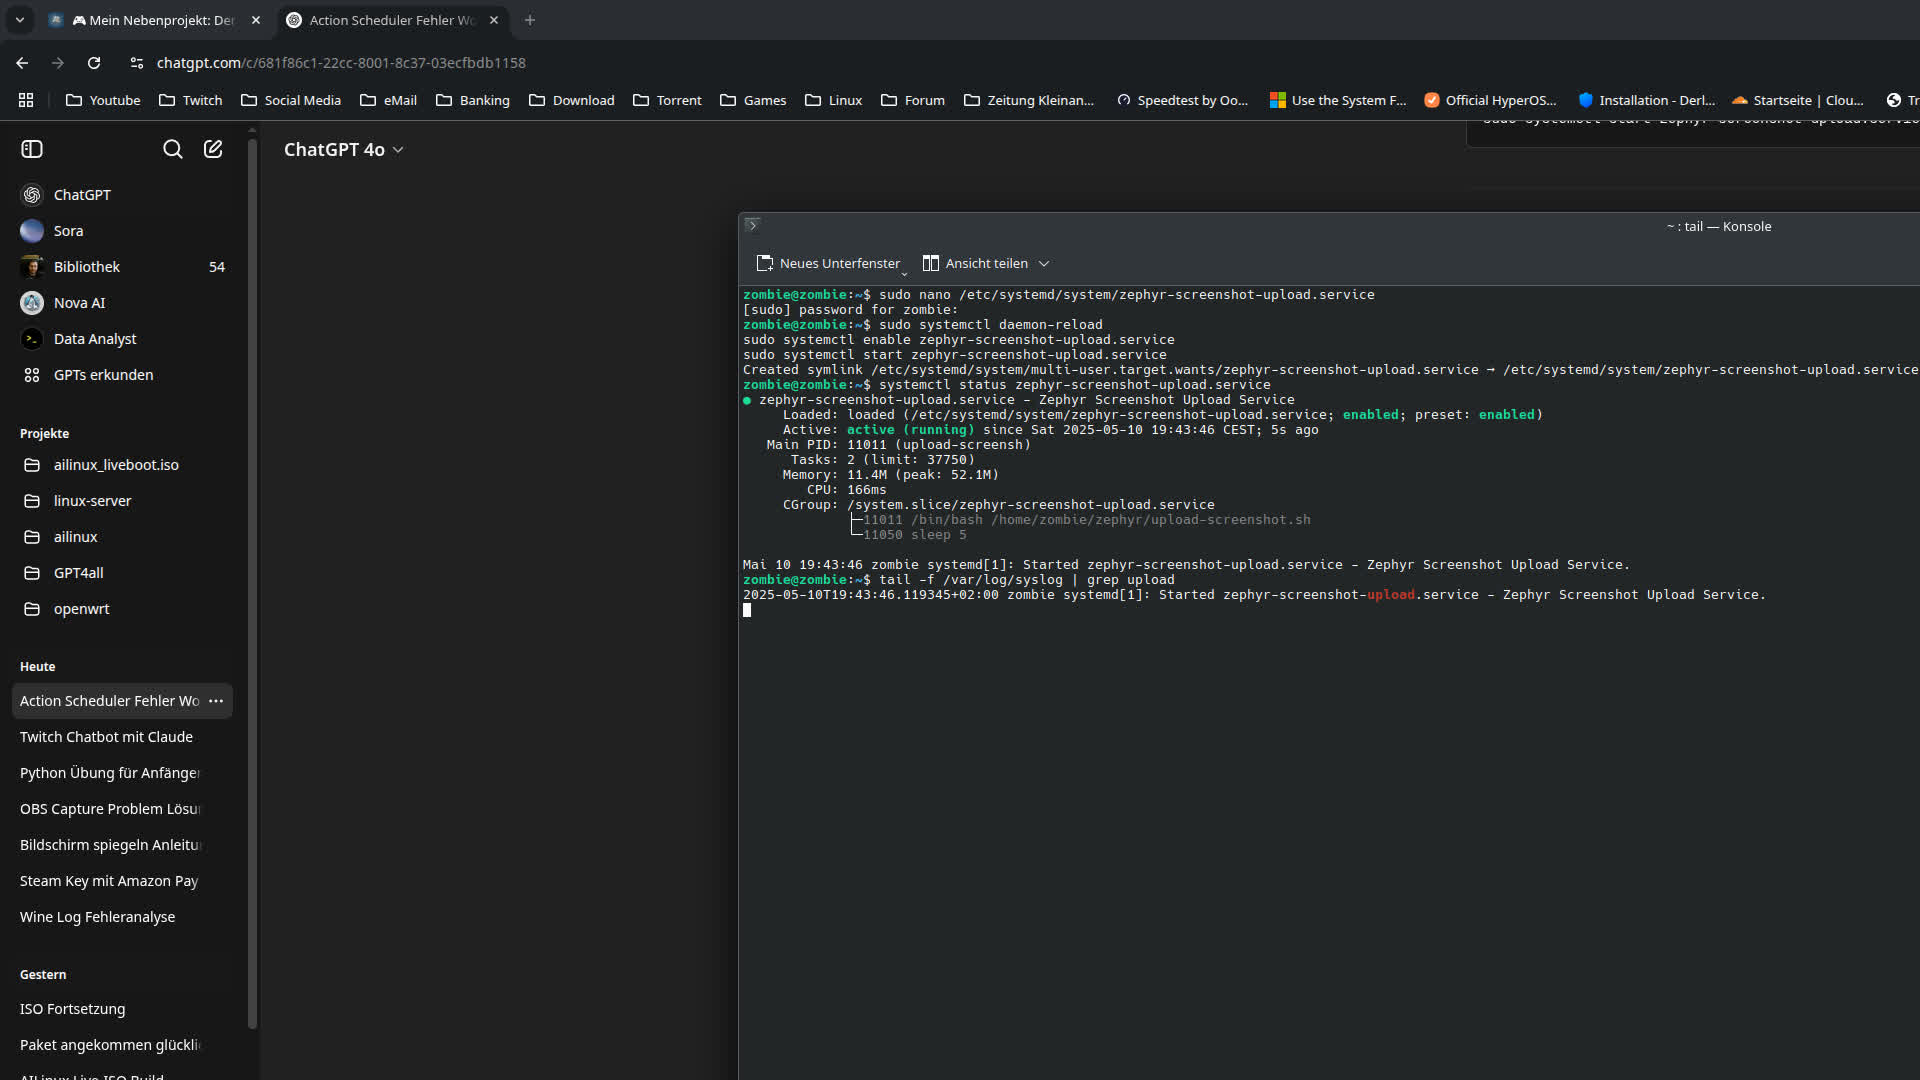 🎮 Mein Nebenprojekt: De
Action Scheduler Fehler Wo
chatgpt.com/c/681f86c1-22cc-8001-8c37-03ecfbdb1158
Youtube Twitch Social Media eMail Banking Download Torrent Games Linux Forum Zeitung Kleinan... Speedtest by Oo... Use the System F... Official HyperOS... Installation - Derl... Startseite | Clou... Tr
ChatGPT 4o
ChatGPT
Sora
Bibliothek 54
Nova AI
Data Analyst
GPTs erkunden
Projekte
ailinux_liveboot.iso
linux-server
ailinux
GPT4all
openwrt
Heute
Action Scheduler Fehler Wo
Twitch Chatbot mit Claude
Python Übung für Anfänger
OBS Capture Problem Lösu
Bildschirm spiegeln Anleitu
Steam Key mit Amazon Pay
Wine Log Fehleranalyse
Gestern
ISO Fortsetzung
Paket angekommen glückli
AILinux Live ISO Build
~ : tail — Konsole
Neues Unterfenster Ansicht teilen
zombie@zombie:~$ sudo nano /etc/systemd/system/zephyr-screenshot-upload.service
[sudo] password for zombie:
zombie@zombie:~$ sudo systemctl daemon-reload
sudo systemctl enable zephyr-screenshot-upload.service
sudo systemctl start zephyr-screenshot-upload.service
Created symlink /etc/systemd/system/multi-user.target.wants/zephyr-screenshot-upload.service → /etc/systemd/system/zephyr-screenshot-upload.service
zombie@zombie:~$ systemctl status zephyr-screenshot-upload.service
● zephyr-screenshot-upload.service - Zephyr Screenshot Upload Service
Loaded: loaded (/etc/systemd/system/zephyr-screenshot-upload.service; enabled; preset: enabled)
Active: active (running) since Sat 2025-05-10 19:43:46 CEST; 5s ago
Main PID: 11011 (upload-screensh)
Tasks: 2 (limit: 37750)
Memory: 11.4M (peak: 52.1M)
CPU: 166ms
CGroup: /system.slice/zephyr-screenshot-upload.service
├─11011 /bin/bash /home/zombie/zephyr/upload-screenshot.sh
└─11050 sleep 5
Mai 10 19:43:46 zombie systemd[1]: Started zephyr-screenshot-upload.service - Zephyr Screenshot Upload Service.
zombie@zombie:~$ tail -f /var/log/syslog | grep upload
2025-05-10T19:43:46.119345+02:00 zombie systemd[1]: Started zephyr-screenshot-upload.service - Zephyr Screenshot Upload Service.